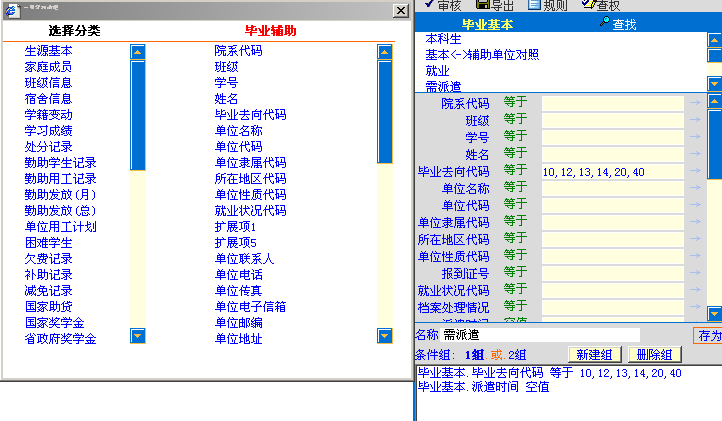 选择分类
毕业辅助
生源基本
家庭成员
班级信息
宿舍信息
学籍变动
学习成绩
处分记录
勤助学生记录
勤助用工记录
勤助发放(月)
勤助发放(总)
单位用工计划
困难学生
欠费记录
补助记录
减免记录
国家助贷
国家奖学金
省政府奖学金
院系代码
班级
学号
姓名
毕业去向代码
单位名称
单位代码
单位隶属代码
所在地区代码
单位性质代码
就业状况代码
扩展项1
扩展项5
单位联系人
单位电话
单位传真
单位电子信箱
单位邮编
单位地址
审核 导出 规则 查权
毕业基本 查找
本科生
基本<->辅助单位对照
就业
需派遣
院系代码 等于
班级 等于
学号 等于
姓名 等于
毕业去向代码 等于 10,12,13,14,20,40
单位名称 等于
单位代码 等于
单位隶属代码 等于
所在地区代码 等于
单位性质代码 等于
报到证号 等于
就业状况代码 等于
档案处理情况 等于
派遣时间 空值
名称 需派遣 存为
条件组: 1组.或.2组 新建组 删除组
毕业基本.毕业去向代码 等于 10,12,13,14,20,40
毕业基本.派遣时间 空值